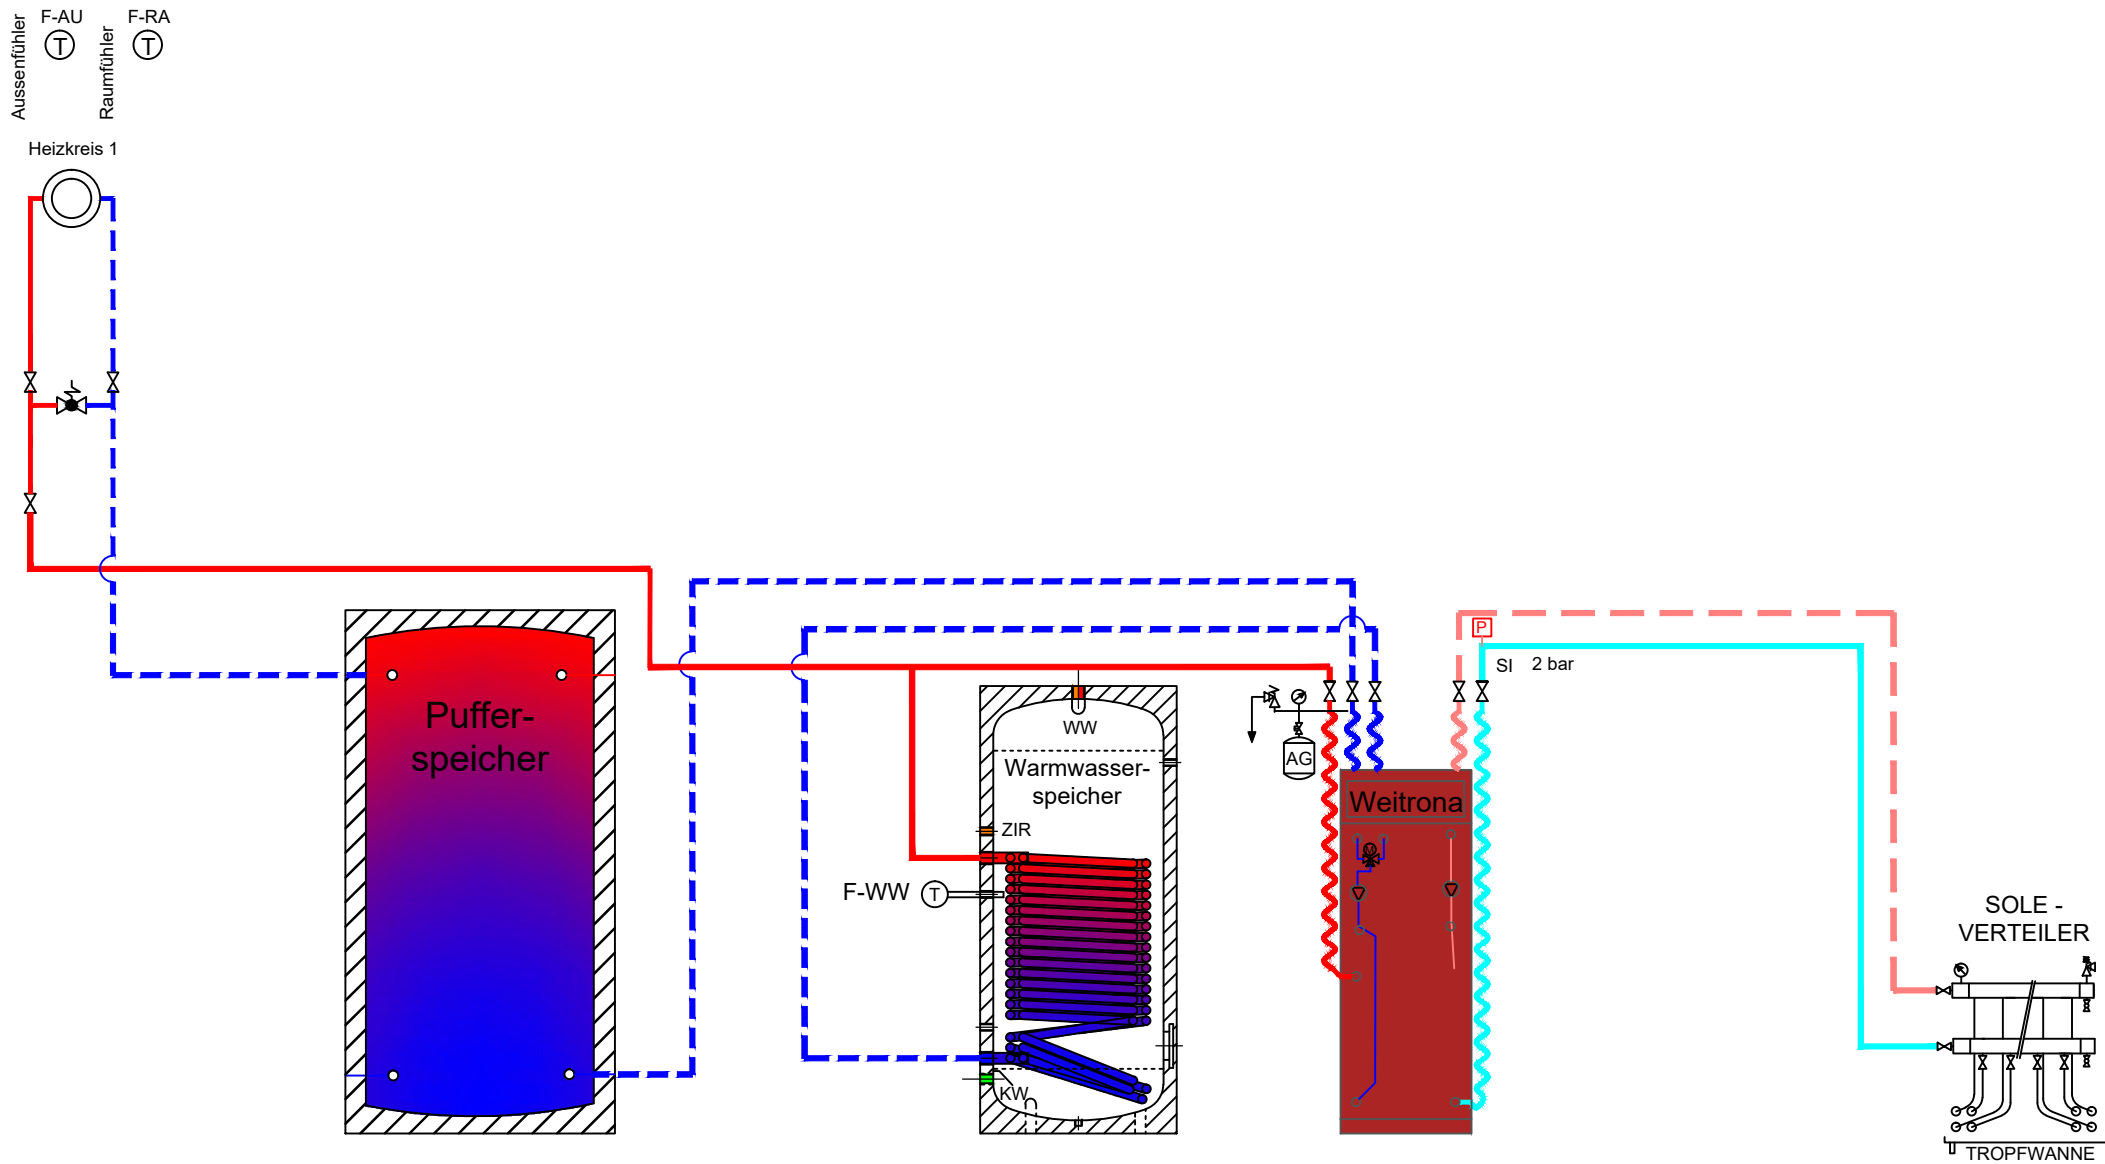 F-AU
F-RA
Aussenfühler
Raumfühler
Heizkreis 1
P
SI 2 bar
Puffer-
speicher
WW
Warmwasser-
speicher
AG
Weitrona
ZIR
M
F-WW
T
T
T
SOLE -
VERTEILER
KW
TROPFWANNE